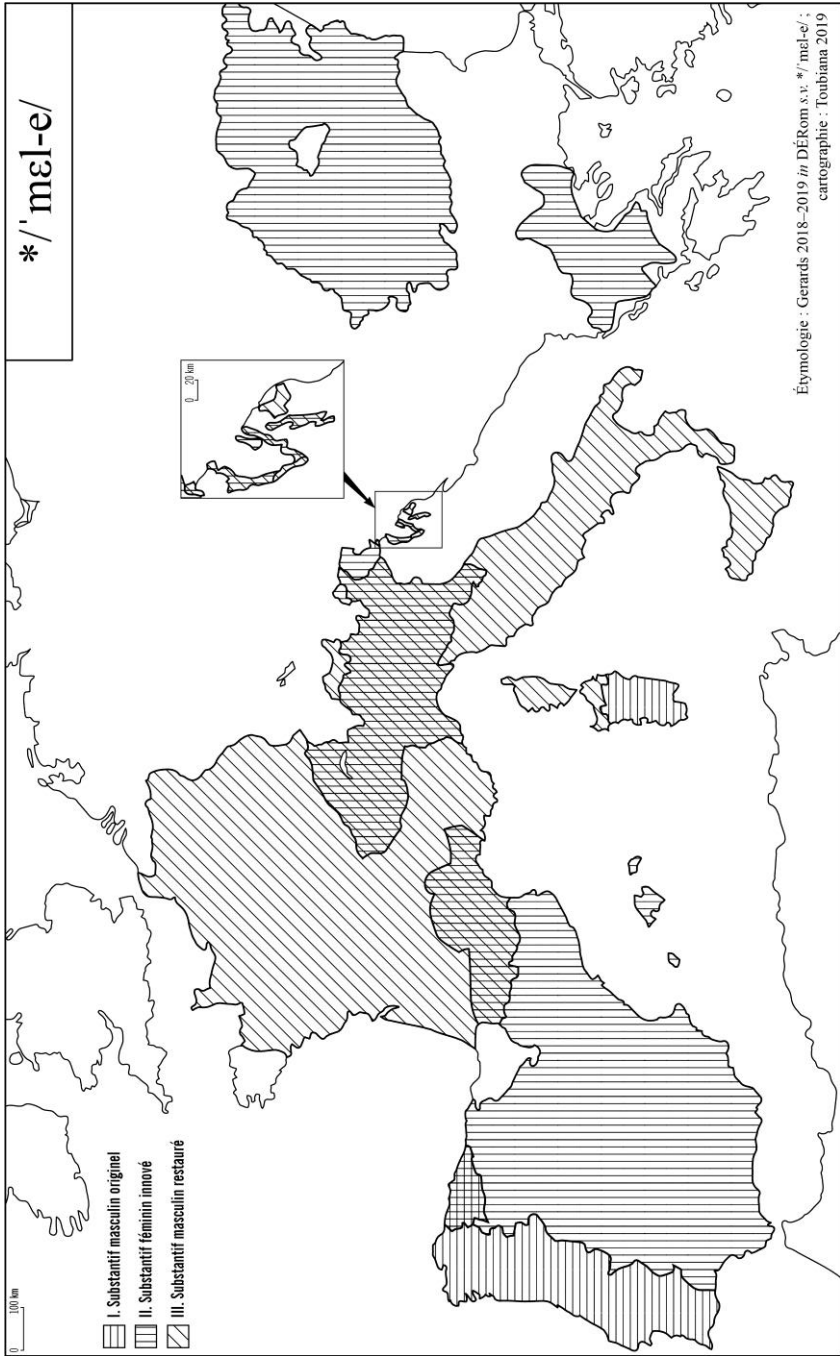 */ˈmɛl-e/
0 20 km
0 100 km
I. Substantif masculin originel
II. Substantif féminin innové
III. Substantif masculin restauré
Étymologie : Gerards 2018–2019 in DÉRom s.v. */ˈmɛl-e/ ;
cartographie : Toubiana 2019